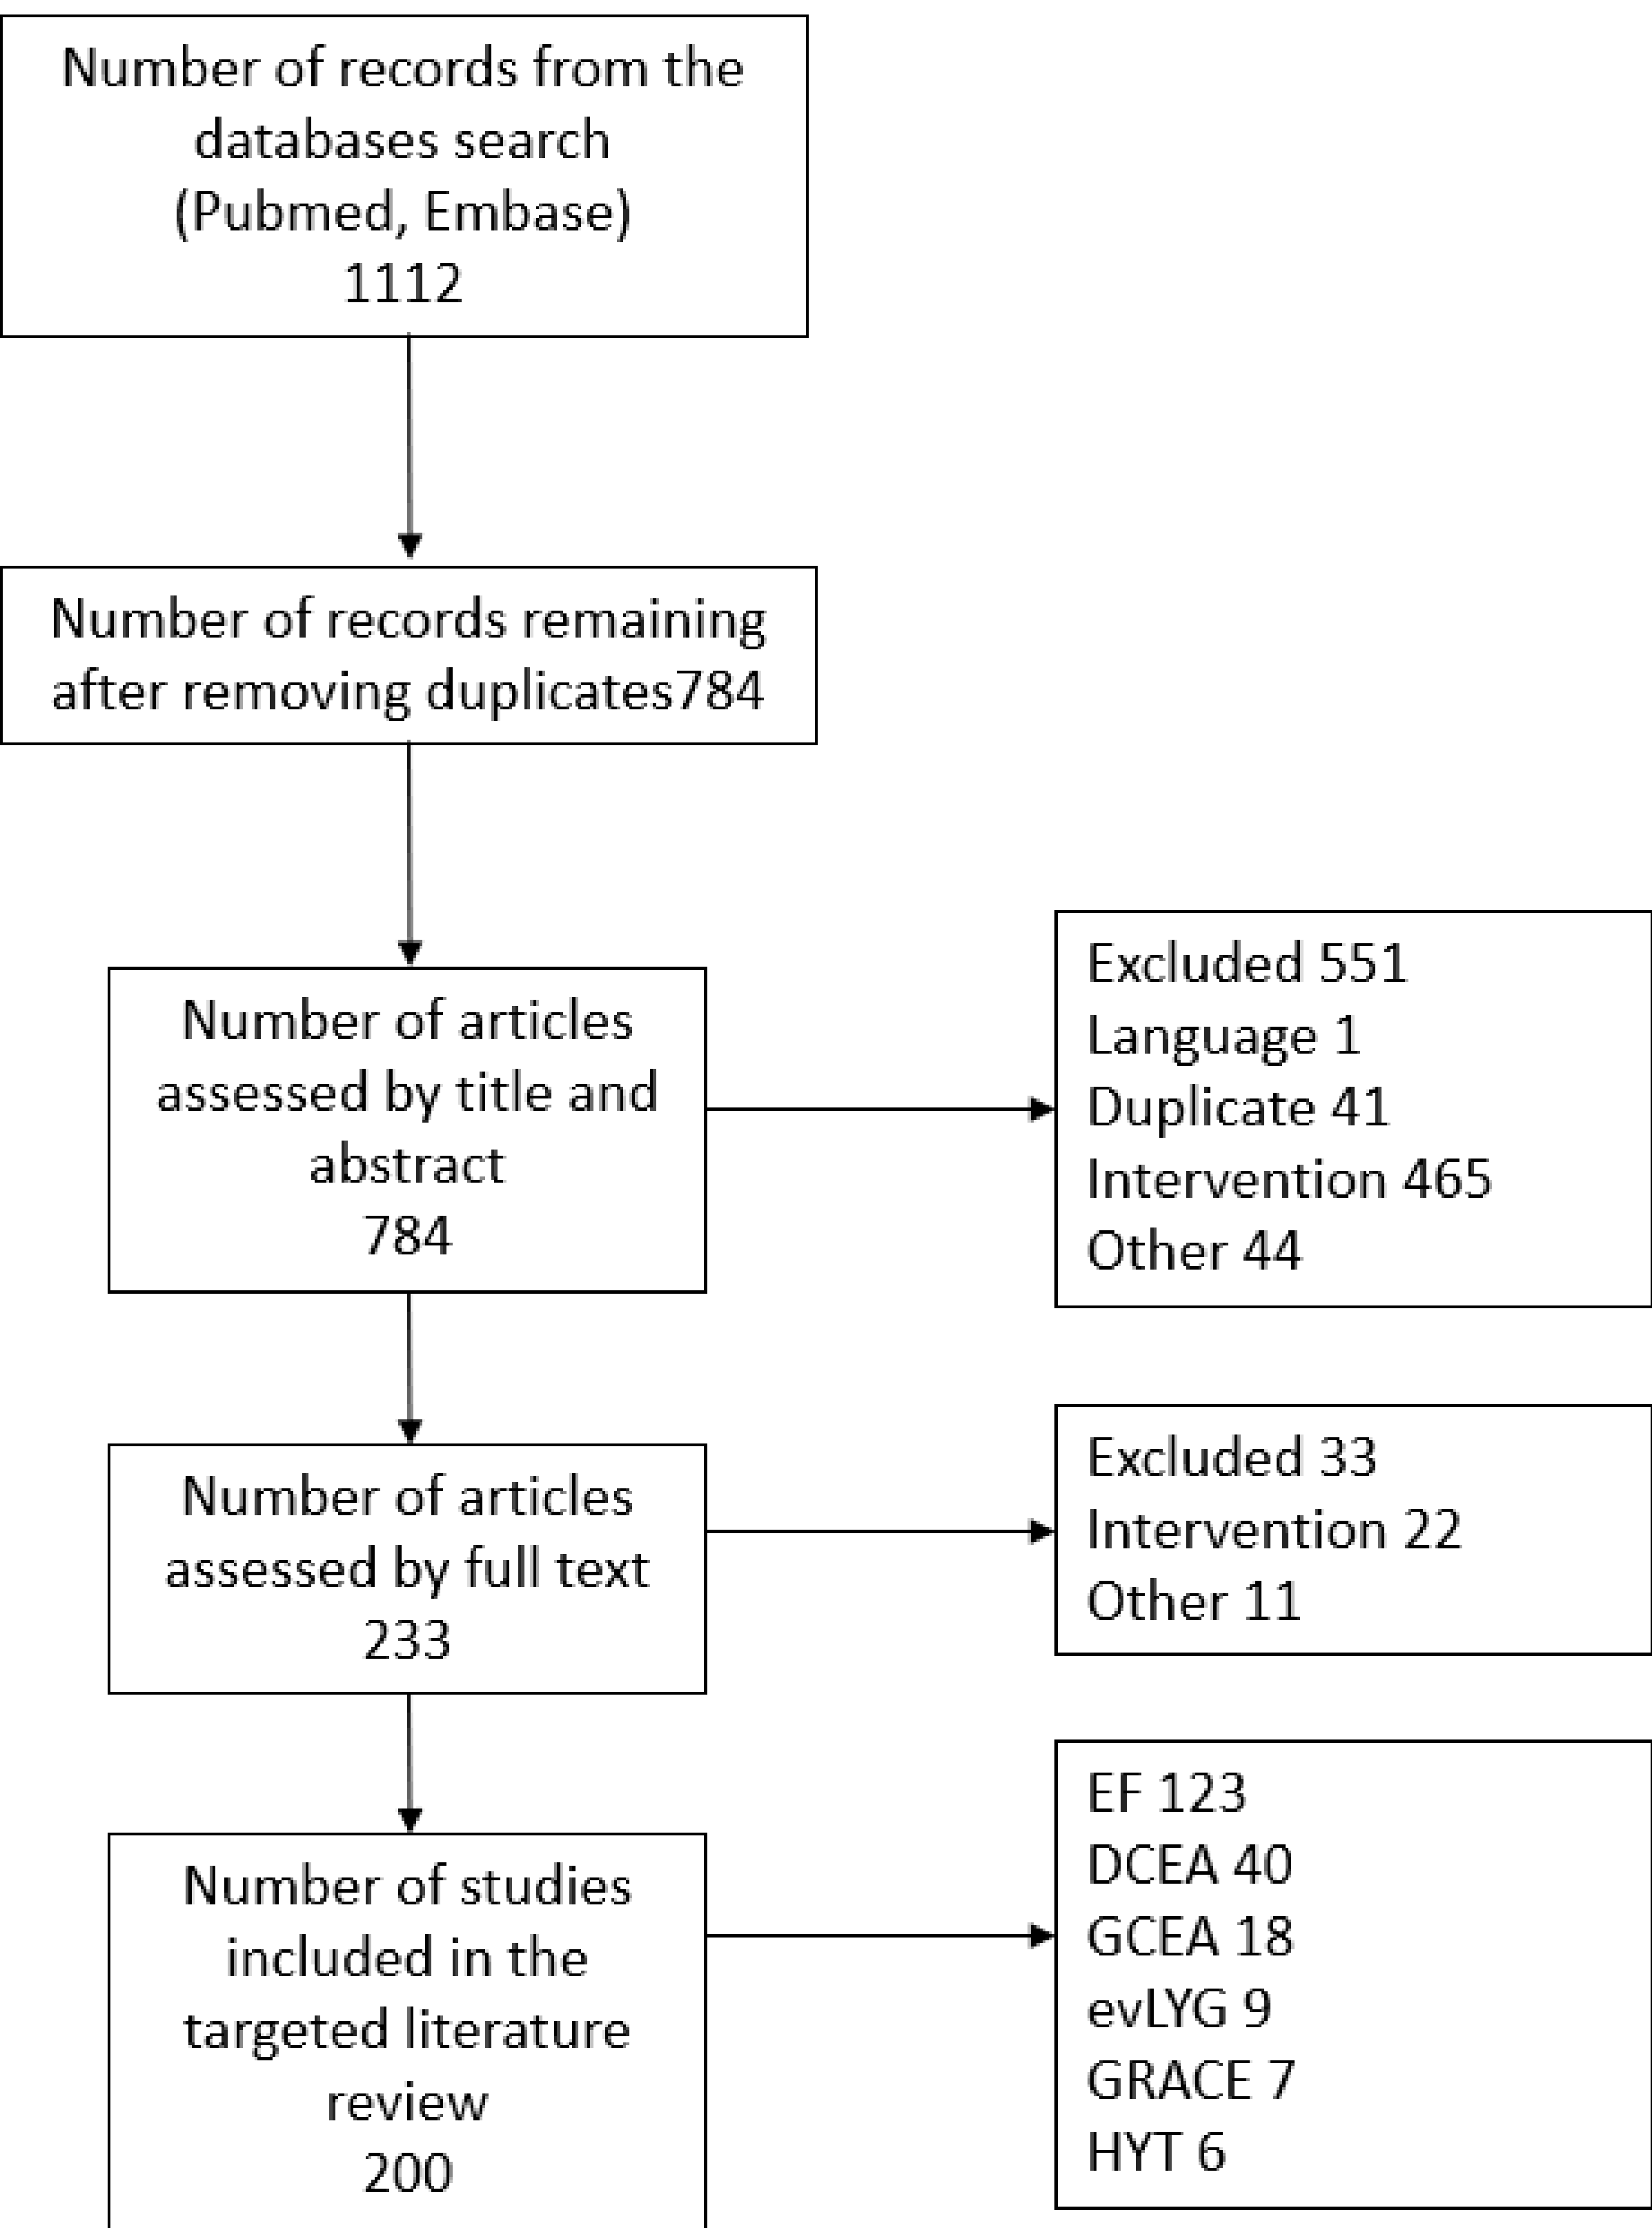 Number of records from the
databases search
(Pubmed, Embase)
1112
Number of records remaining
after removing duplicates784
Number of articles
assessed by title and
abstract
784
Excluded 551
Language 1
Duplicate 41
Intervention 465
Other 44
Number of articles
assessed by full text
233
Excluded 33
Intervention 22
Other 11
Number of studies
included in the
targeted literature
review
200
EF 123
DCEA 40
GCEA 18
evLYG 9
GRACE 7
HYT 6